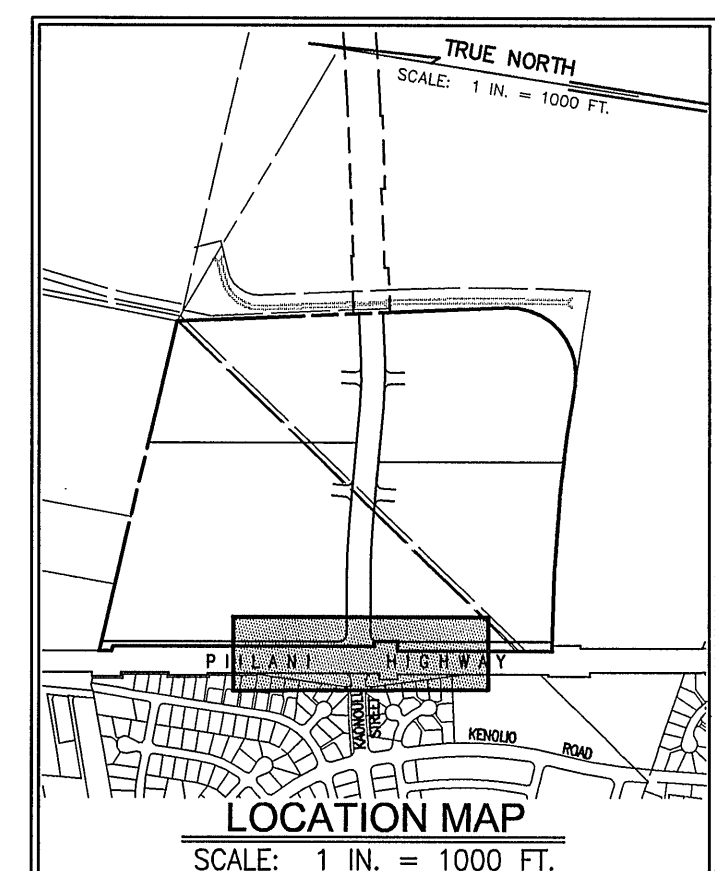 TRUE NORTH
SCALE: 1 IN. = 1000 FT.
PIILANI HIGHWAY
KAONOULU
STREET
KENOLIO ROAD
LOCATION MAP
SCALE: 1 IN. = 1000 FT.